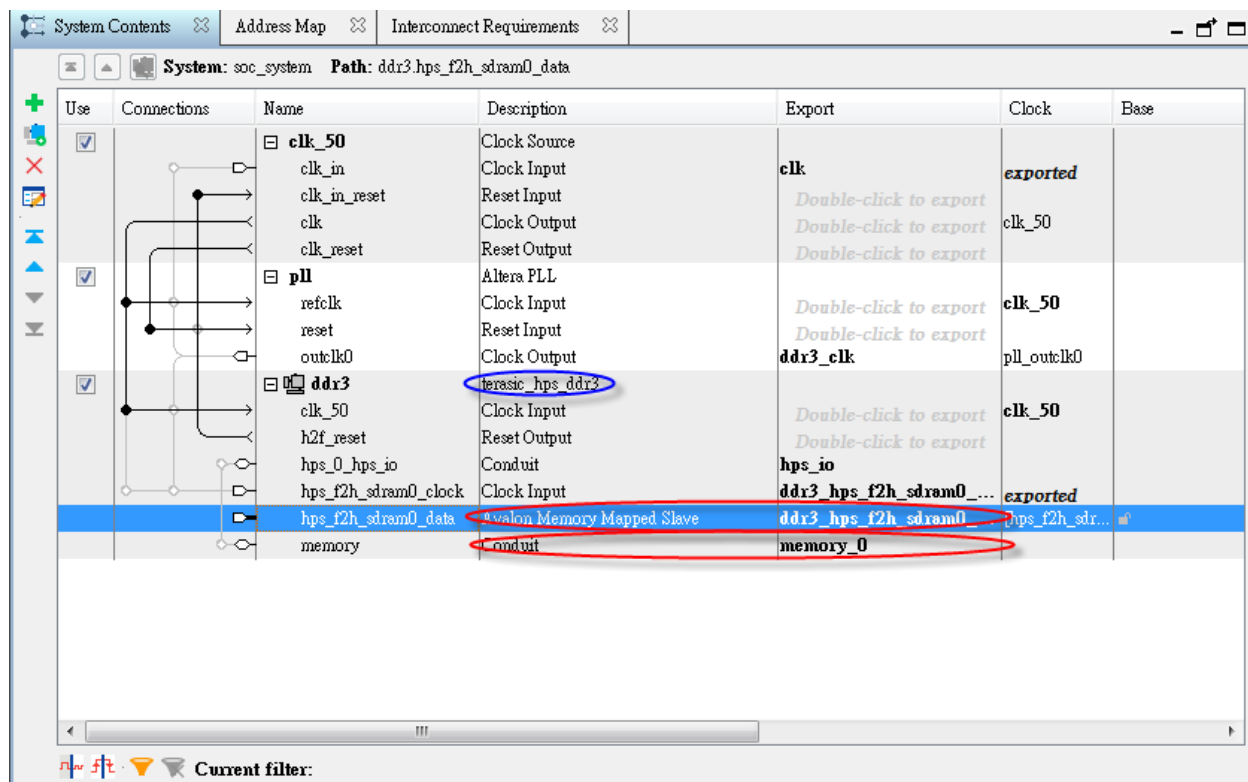 System Contents Address Map Interconnect Requirements
System: soc_system Path: ddr3.hps_f2h_sdram0_data
Use Connections Name Description Export Clock Base
clk_50 Clock Source
clk_in Clock Input clk exported
clk_in_reset Reset Input Double-click to export
clk Clock Output Double-click to export clk_50
clk_reset Reset Output Double-click to export
pll Altera PLL
refclk Clock Input Double-click to export clk_50
reset Reset Input Double-click to export
outclk0 Clock Output ddr3_clk pll_outclk0
ddr3 terasic_hps_ddr3
clk_50 Clock Input Double-click to export clk_50
h2f_reset Reset Output Double-click to export
hps_0_hps_io Conduit hps_io
hps_f2h_sdram0_clock Clock Input ddr3_hps_f2h_sdram0_... exported
hps_f2h_sdram0_data Avalon Memory Mapped Slave ddr3_hps_f2h_sdram0_... [hps_f2h_sdr...
memory Conduit memory_0
Current filter: